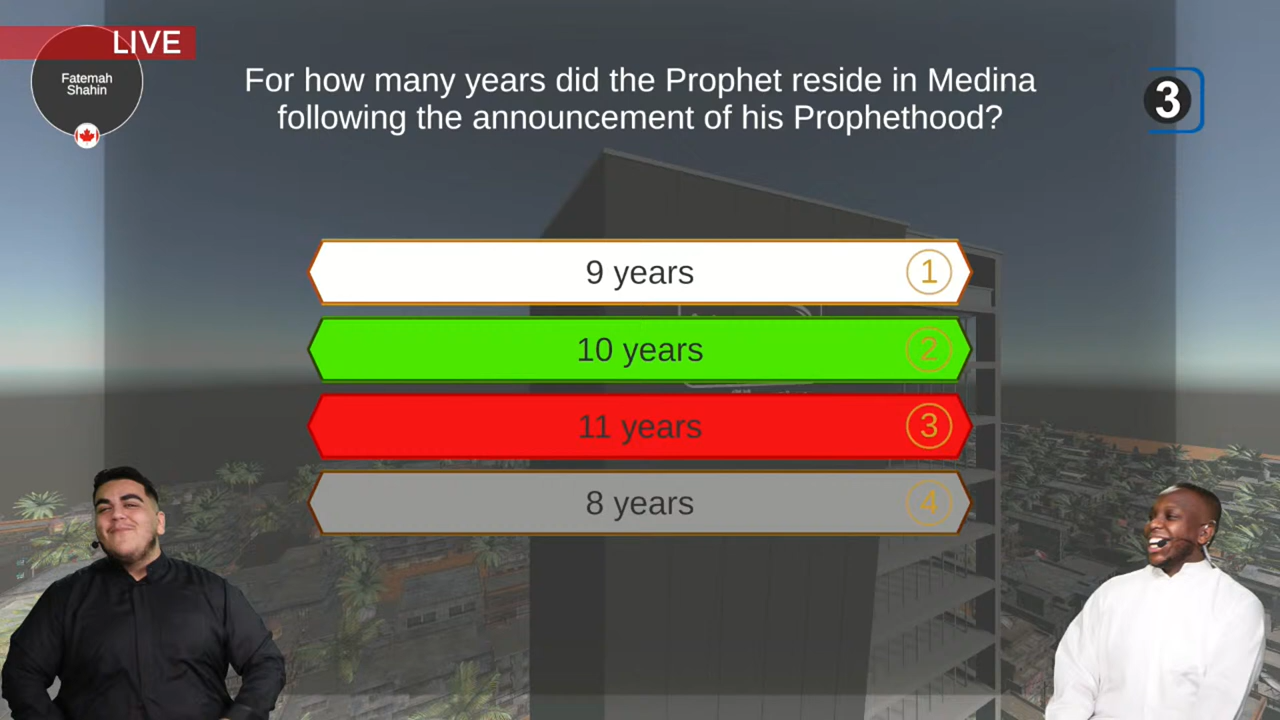 LIVE
Fatemah
Shahin
For how many years did the Prophet reside in Medina
following the announcement of his Prophethood?
3
9 years 1
10 years 2
11 years 3
8 years 4